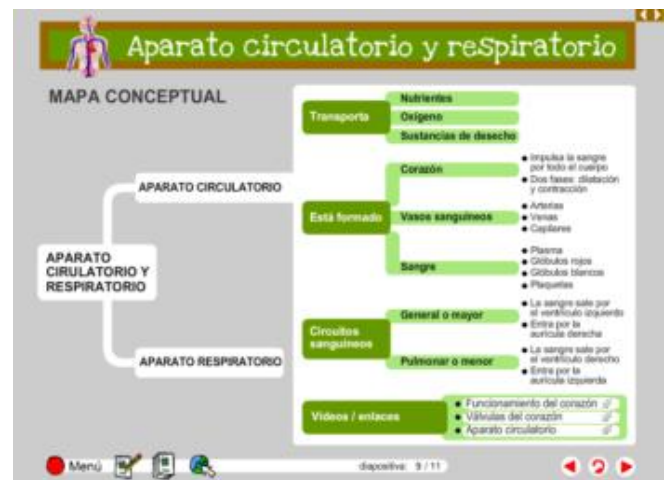 Aparato circulatorio y respiratorio
MAPA CONCEPTUAL
APARATO
CIRULATORIO Y
RESPIRATORIO
APARATO CIRCULATORIO
Transporta
Nutrientes
Oxígeno
Sustancias de desecho
Está formado
Corazón
Impulsa la sangre
por todo el cuerpo
Dos fases: dilatación
y contracción
Vasos sanguíneos
Arterias
Venas
Capilares
Sangre
Plasma
Glóbulos rojos
Glóbulos blancos
Plaquetas
Circuitos
sanguíneos
General o mayor
La sangre sale por
el ventrículo izquierdo
Entra por la
aurícula derecha
Pulmonar o menor
La sangre sale por
el ventrículo derecho
Entra por la
aurícula izquierda
Vídeos / enlaces
Funcionamiento del corazón
Válvulas del corazón
Aparato circulatorio
APARATO RESPIRATORIO
Menú
diapositiva: 9 / 11